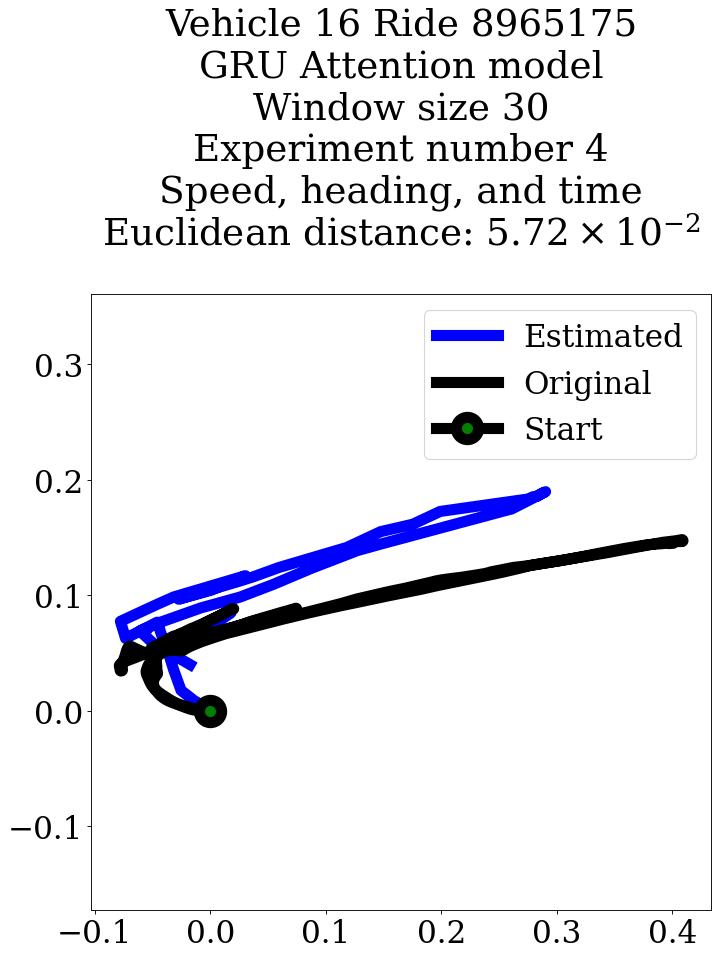 Vehicle 16 Ride 8965175
GRU Attention model
Window size 30
Experiment number 4
Speed, heading, and time
Euclidean distance: 5.72 × 10⁻²
Estimated
Original
Start
0.3
0.2
0.1
0.0
−0.1
−0.1
0.0
0.1
0.2
0.3
0.4